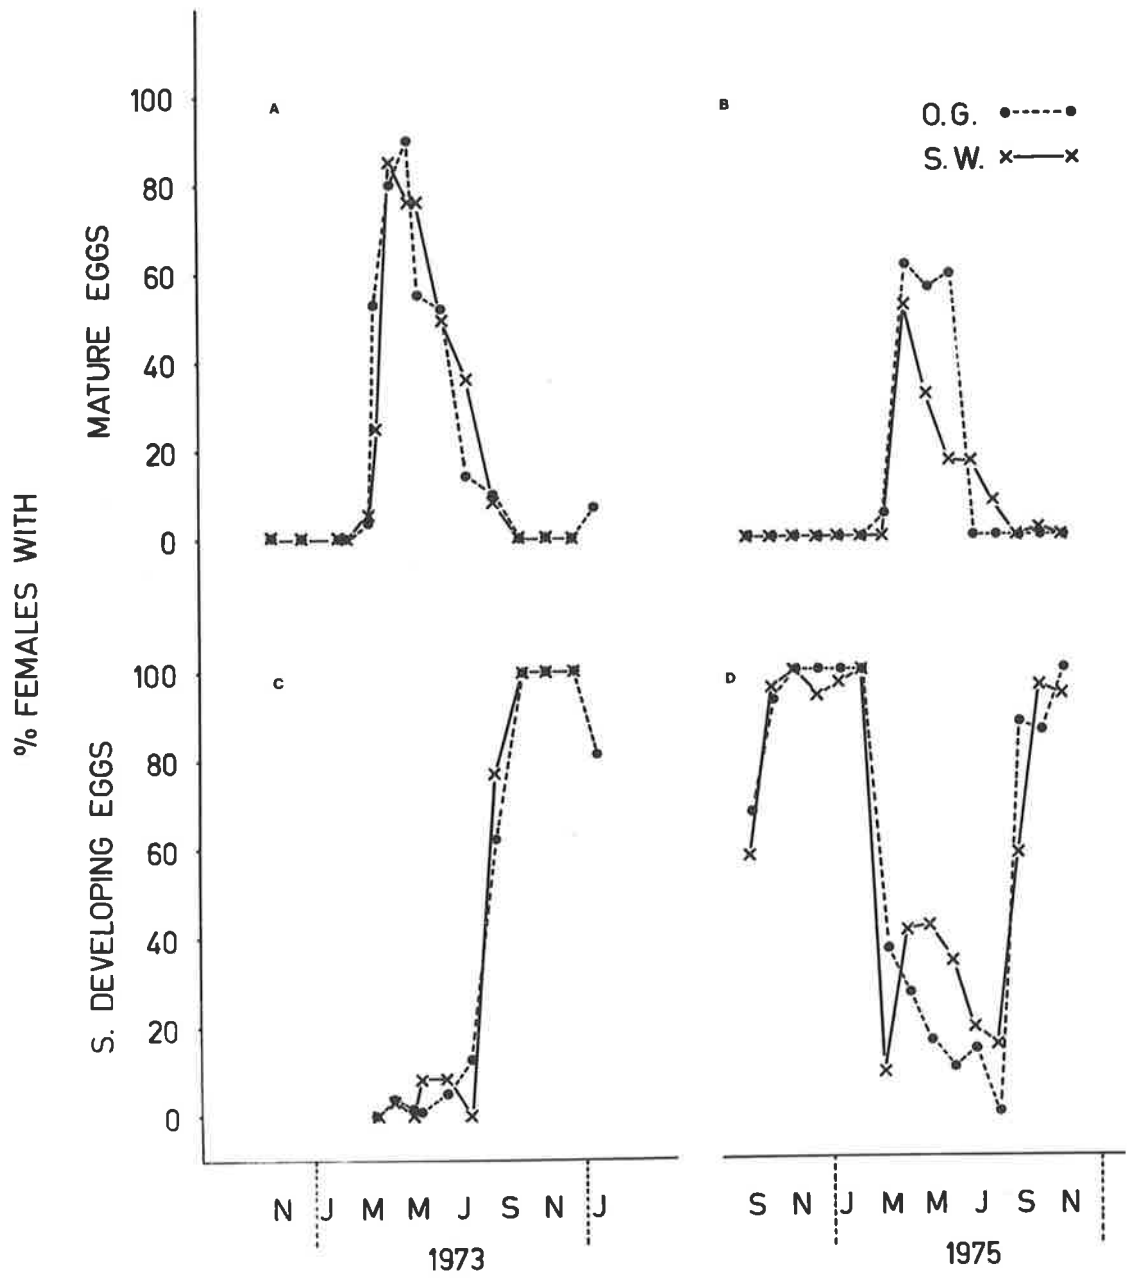 A
B
O.G.
S.W.
100
80
60
40
20
0
MATURE EGGS
% FEMALES WITH
C
D
100
80
60
40
20
0
S. DEVELOPING EGGS
N J M M J S N J
S N J M M J S N
1973
1975